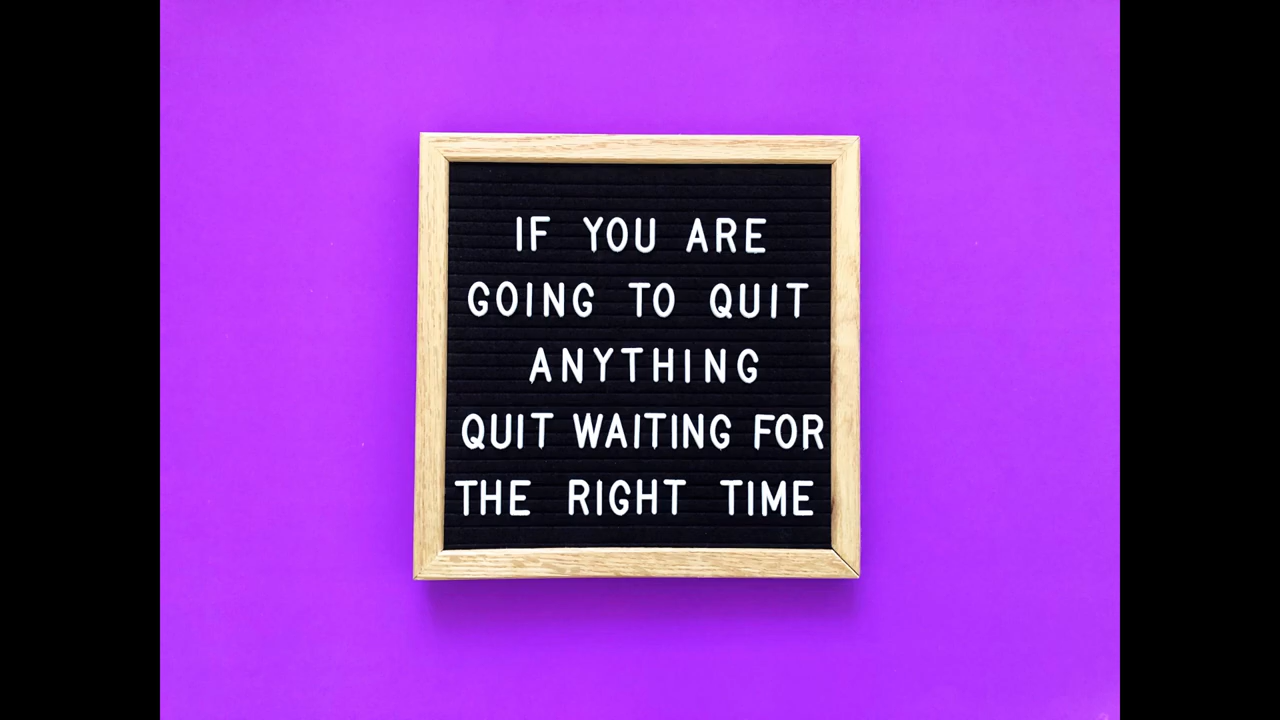 IF YOU ARE
GOING TO QUIT
ANYTHING
QUIT WAITING FOR
THE RIGHT TIME